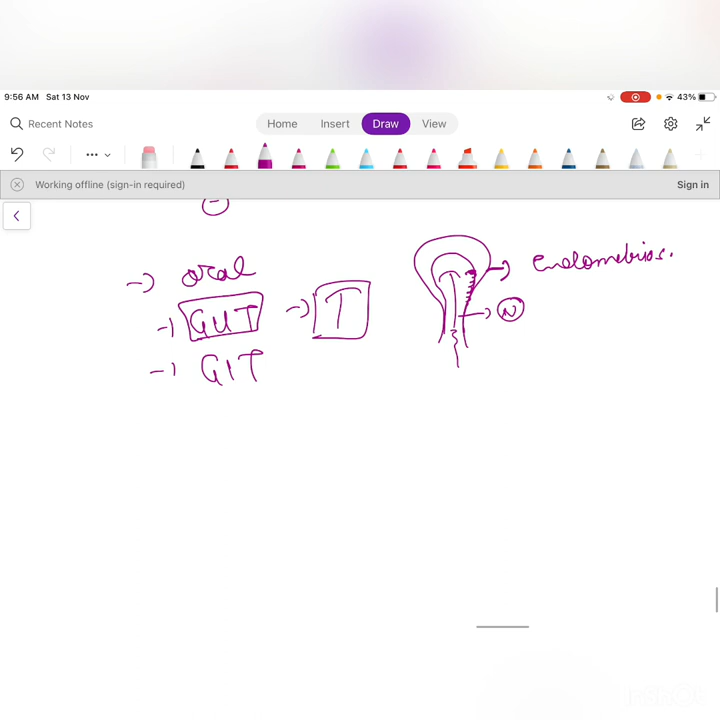 9:56 AM Sat 13 Nov
43%
Recent Notes
Home Insert Draw View
Working offline (sign-in required)
Sign in
oral
GUT
T
GIT
endometrios.
N
InShOt